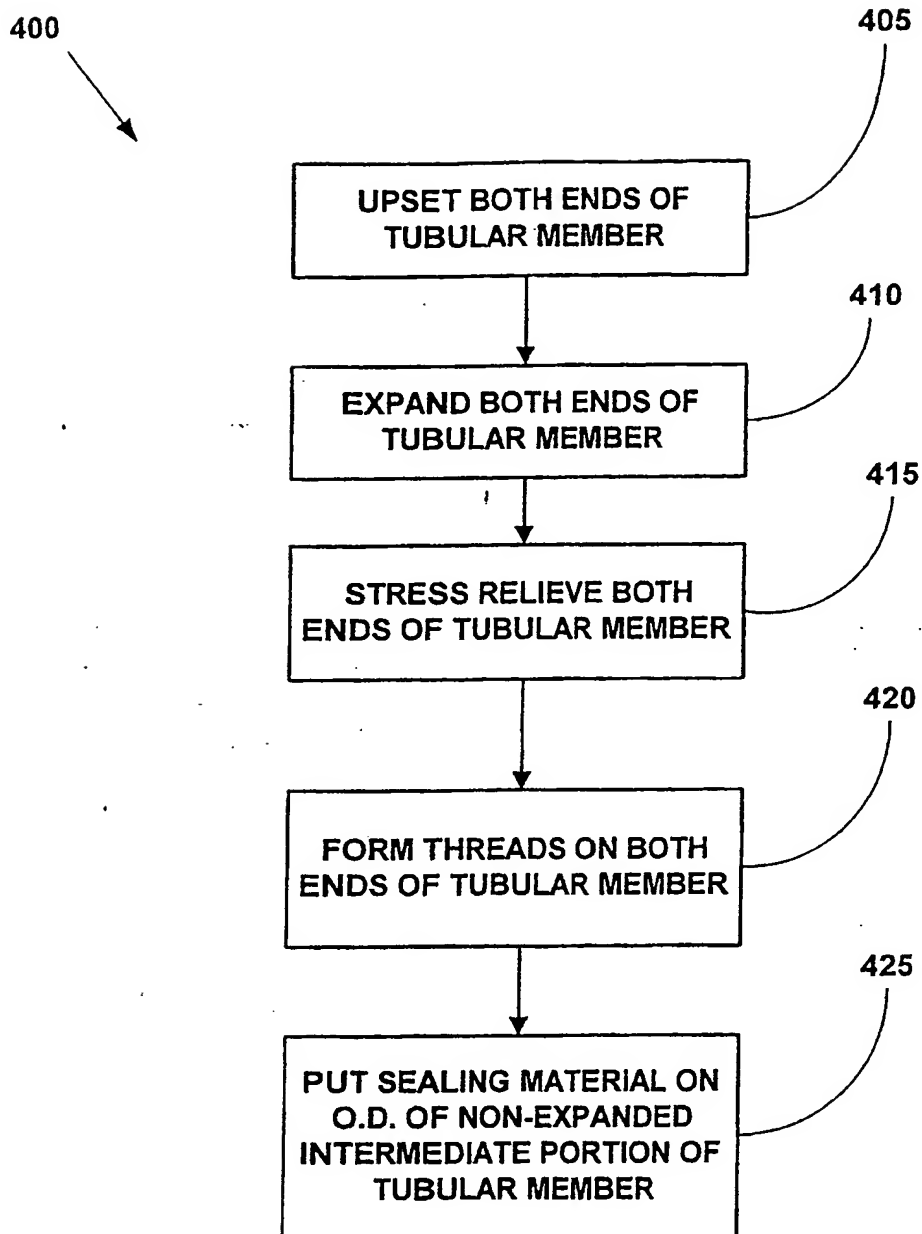 400
405
UPSET BOTH ENDS OF
TUBULAR MEMBER
410
EXPAND BOTH ENDS OF
TUBULAR MEMBER
415
STRESS RELIEVE BOTH
ENDS OF TUBULAR MEMBER
420
FORM THREADS ON BOTH
ENDS OF TUBULAR MEMBER
425
PUT SEALING MATERIAL ON
O.D. OF NON-EXPANDED
INTERMEDIATE PORTION OF
TUBULAR MEMBER